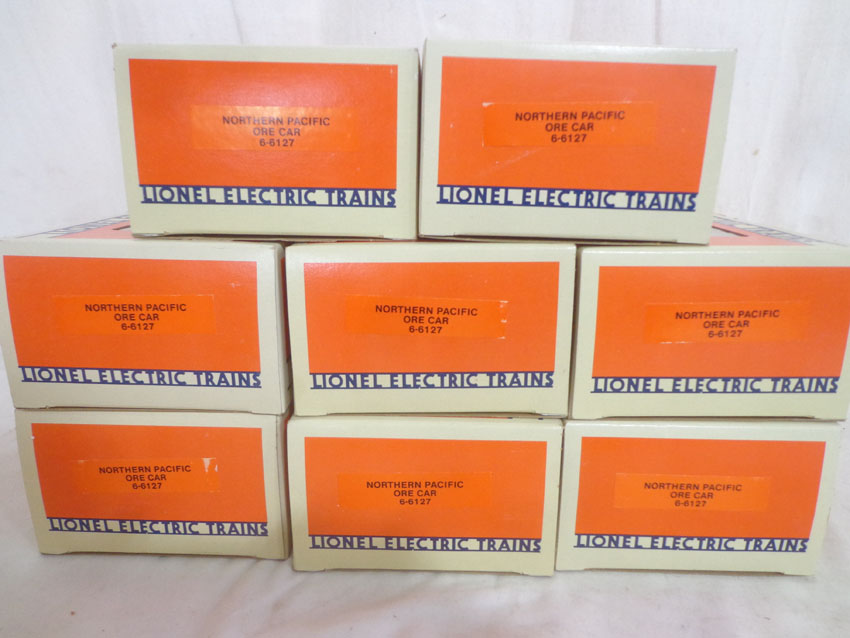 NORTHERN PACIFIC
ORE CAR
6-6127
LIONEL ELECTRIC TRAINS
NORTHERN PACIFIC
ORE CAR
6-6127
LIONEL ELECTRIC TRAINS
NORTHERN PACIFIC
ORE CAR
6-6127
LIONEL ELECTRIC TRAINS
NORTHERN PACIFIC
ORE CAR
6-6127
LIONEL ELECTRIC TRAINS
NORTHERN PACIFIC
ORE CAR
6-6127
LIONEL ELECTRIC TRAINS
NORTHERN PACIFIC
ORE CAR
6-6127
LIONEL ELECTRIC TRAINS
NORTHERN PACIFIC
ORE CAR
6-6127
LIONEL ELECTRIC TRAINS
NORTHERN PACIFIC
ORE CAR
6-6127
LIONEL ELECTRIC TRAINS